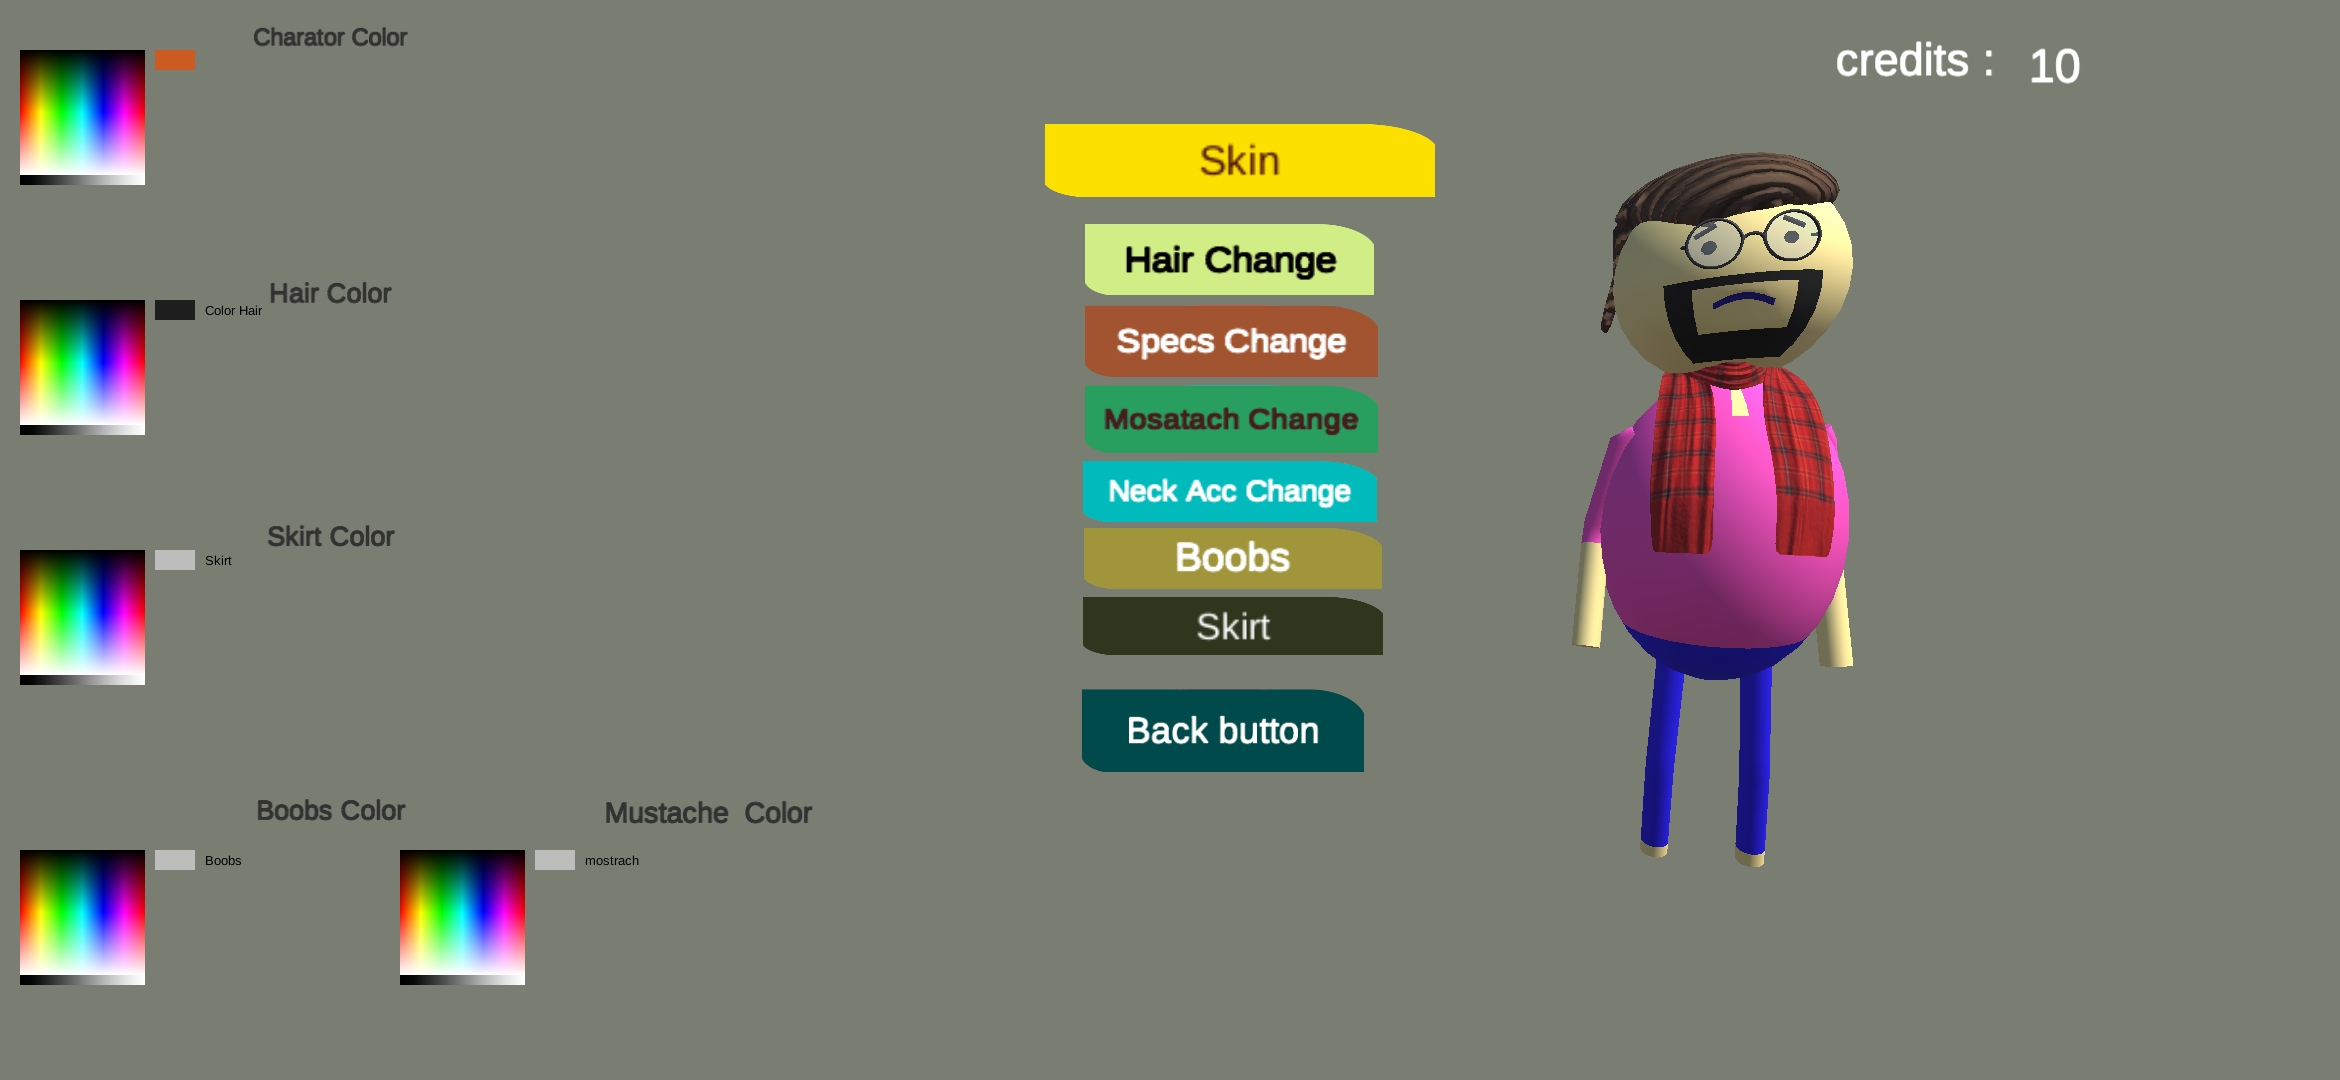 Charator Color
credits : 10
Skin
Hair Change
Hair Color
Color Hair
Specs Change
Mosatach Change
Neck Acc Change
Skirt Color
Skirt
Boobs
Skirt
Back button
Boobs Color
Mustache  Color
Boobs
mostrach